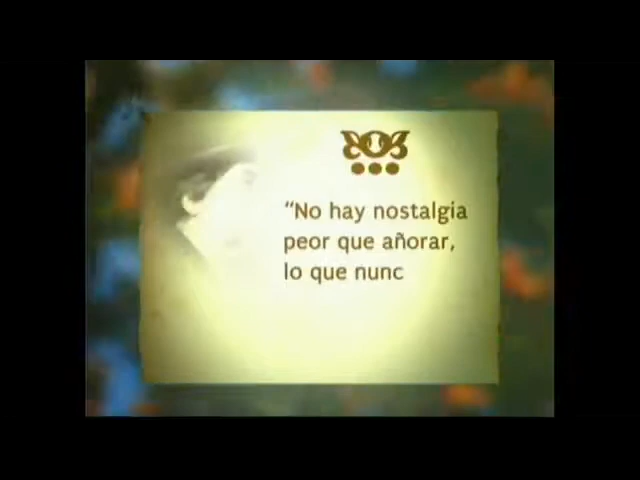 “No hay nostalgia
peor que añorar,
lo que nunc